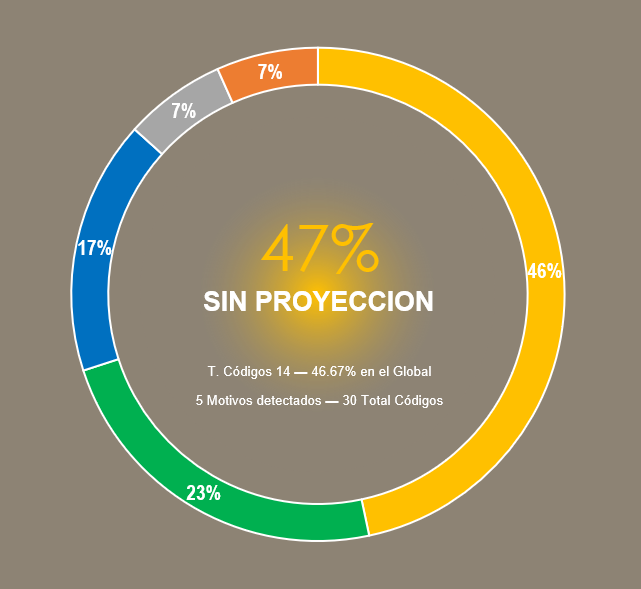 7%
7%
47%
17%
46%
SIN PROYECCION
T. Códigos 14 — 46.67% en el Global
5 Motivos detectados — 30 Total Códigos
23%